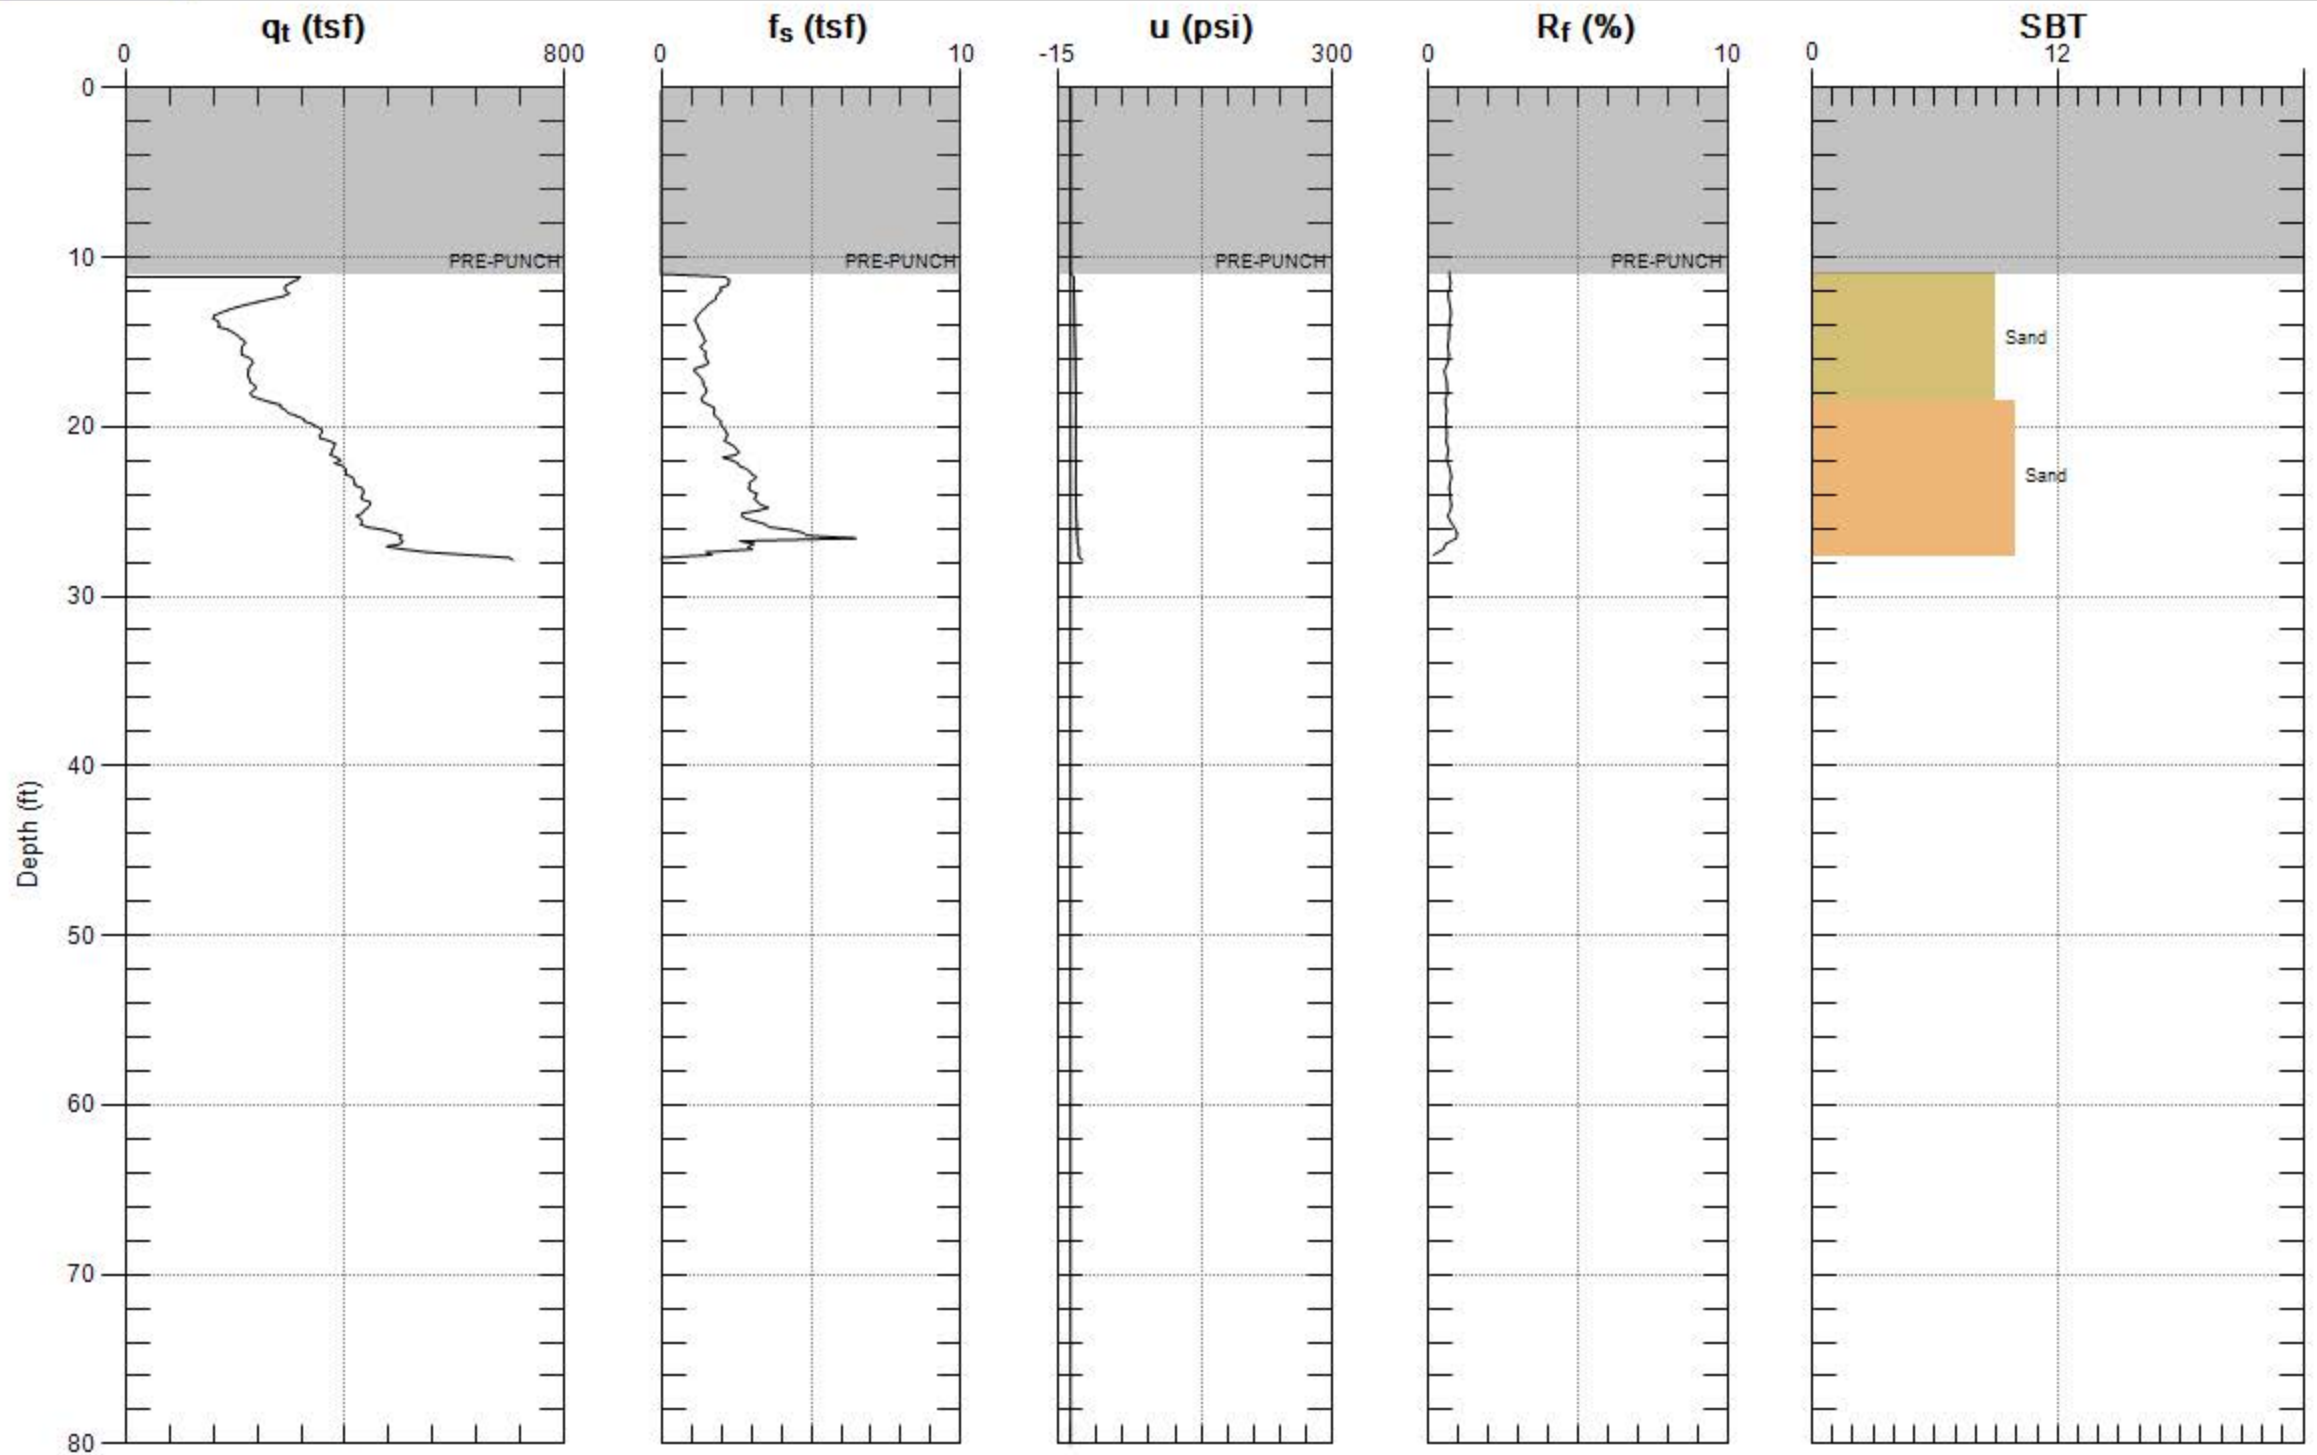 qt (tsf) fs (tsf) u (psi) Rf (%) SBT
0 800 0 10 -15 300 0 10 0 12
0
10 PRE-PUNCH PRE-PUNCH PRE-PUNCH PRE-PUNCH
Sand
20
Sand
30
40
Depth (ft)
50
60
70
80